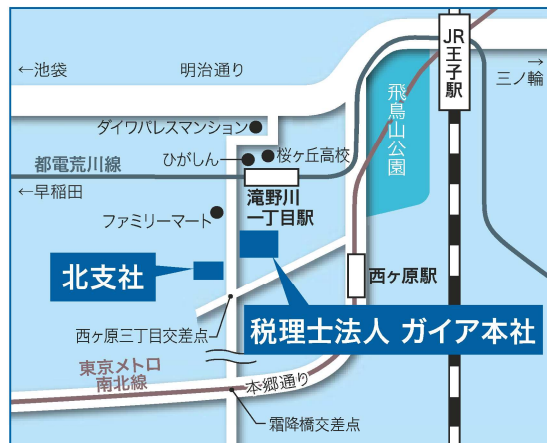 JR
王子駅
←池袋
明治通り
→
三ノ輪
飛鳥山公園
ダイワパレスマンション
ひがしん
桜ヶ丘高校
都電荒川線
←早稲田
滝野川
一丁目駅
ファミリーマート
北支社
西ヶ原駅
税理士法人 ガイア本社
西ヶ原三丁目交差点
東京メトロ
南北線
本郷通り
霜降橋交差点